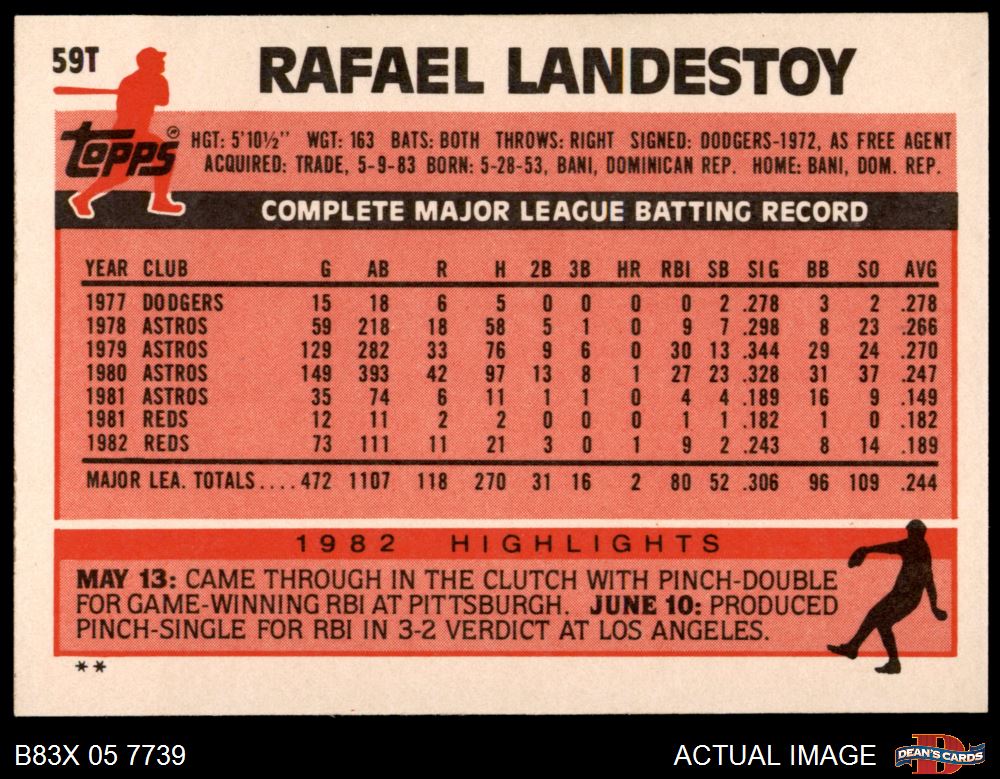 59T
RAFAEL LANDESTOY
Topps®
HGT: 5'10½" WGT: 163 BATS: BOTH THROWS: RIGHT SIGNED: DODGERS-1972, AS FREE AGENT
ACQUIRED: TRADE, 5-9-83 BORN: 5-28-53, BANI, DOMINICAN REP. HOME: BANI, DOM. REP.
COMPLETE MAJOR LEAGUE BATTING RECORD
YEAR CLUB G AB R H 2B 3B HR RBI SB SIG BB SO AVG
1977 DODGERS 15 18 6 5 0 0 0 0 2 .278 3 2 .278
1978 ASTROS 59 218 18 58 5 1 0 9 7 .298 8 23 .266
1979 ASTROS 129 282 33 76 9 6 0 30 13 .344 29 24 .270
1980 ASTROS 149 393 42 97 13 8 1 27 23 .328 31 37 .247
1981 ASTROS 35 74 6 11 1 1 0 4 4 .189 16 9 .149
1981 REDS 12 11 2 2 0 0 0 1 1 .182 1 0 .182
1982 REDS 73 111 11 21 3 0 1 9 2 .243 8 14 .189
MAJOR LEA. TOTALS....472 1107 118 270 31 16 2 80 52 .306 96 109 .244
1982 HIGHLIGHTS
MAY 13: CAME THROUGH IN THE CLUTCH WITH PINCH-DOUBLE
FOR GAME-WINNING RBI AT PITTSBURGH. JUNE 10: PRODUCED
PINCH-SINGLE FOR RBI IN 3-2 VERDICT AT LOS ANGELES.
**
B83X 05 7739 ACTUAL IMAGE
DEAN'S CARDS